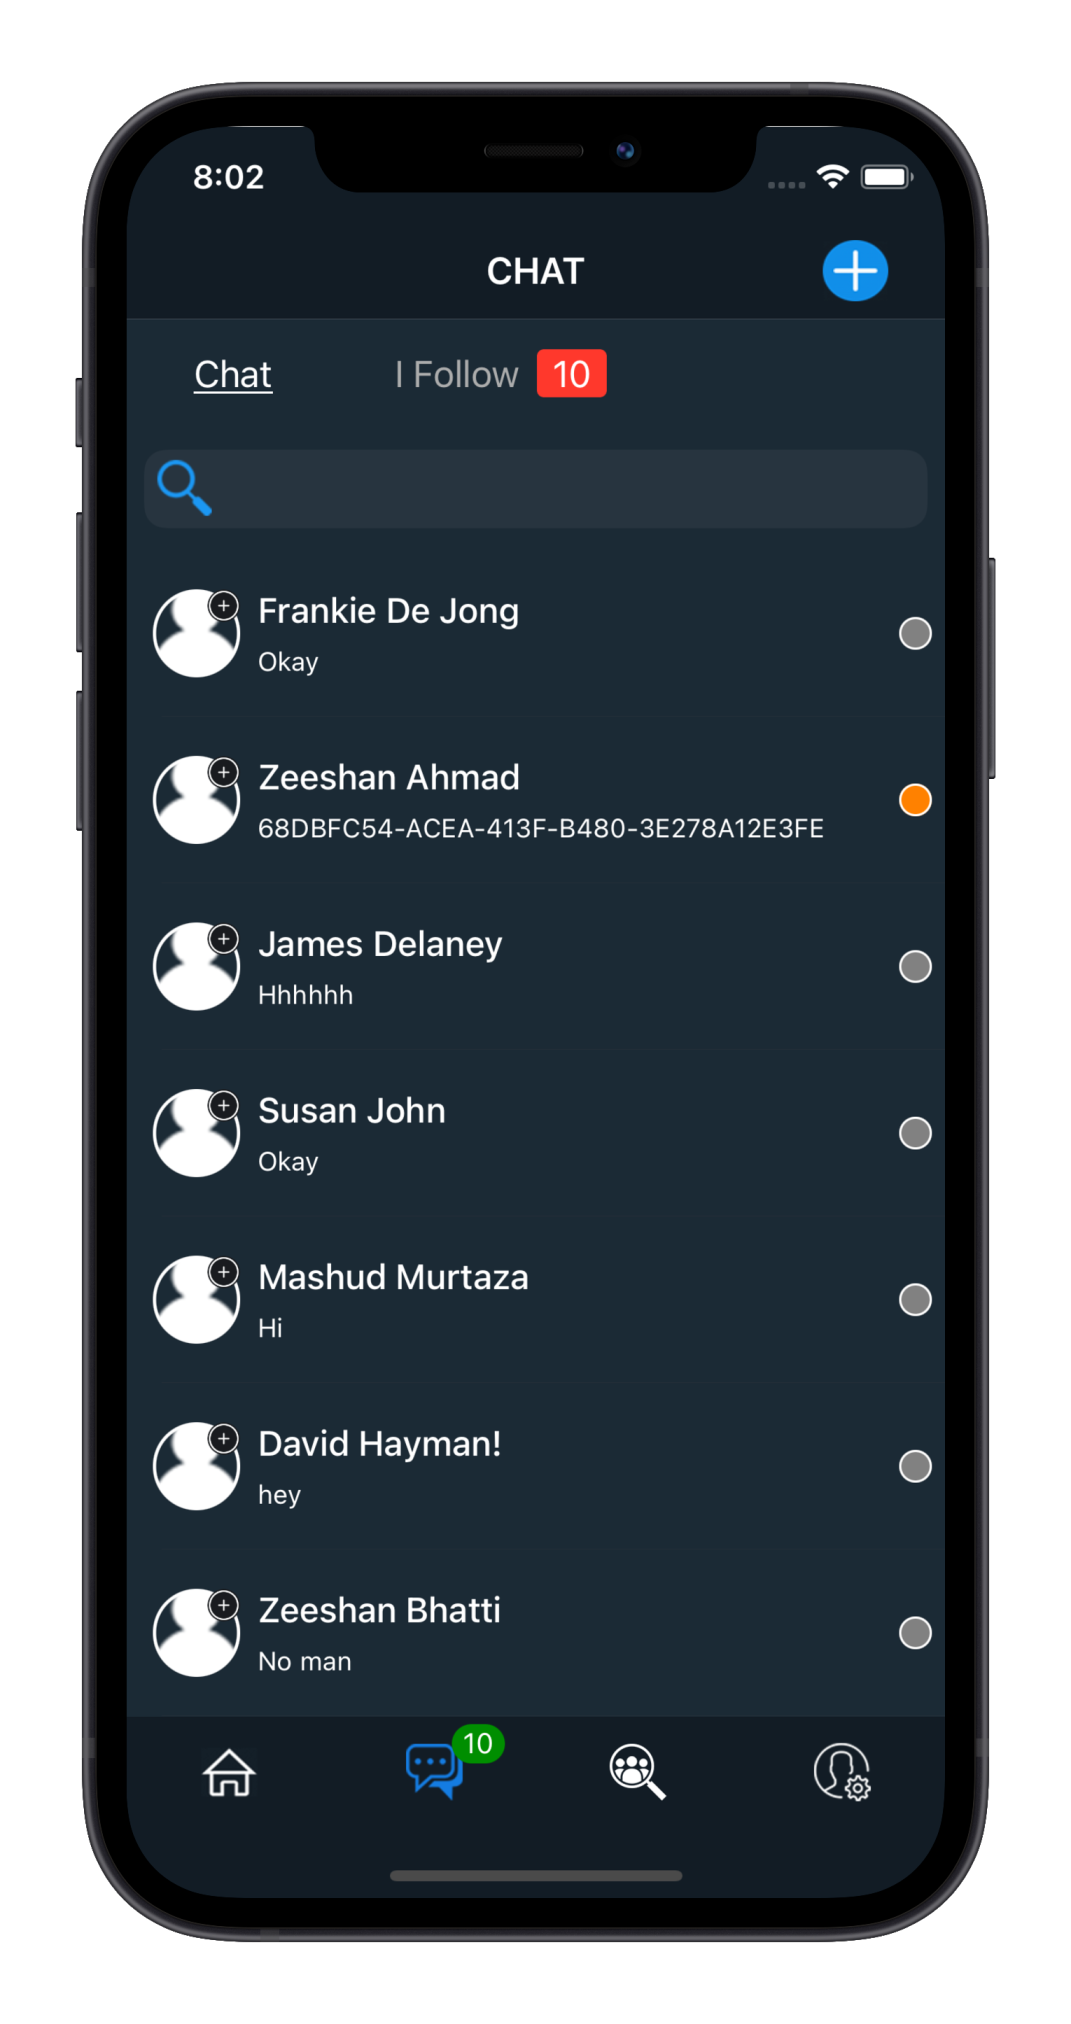 8:02
CHAT
Chat
I Follow 10
Frankie De Jong
Okay
Zeeshan Ahmad
68DBFC54-ACEA-413F-B480-3E278A12E3FE
James Delaney
Hhhhhh
Susan John
Okay
Mashud Murtaza
Hi
David Hayman!
hey
Zeeshan Bhatti
No man
10